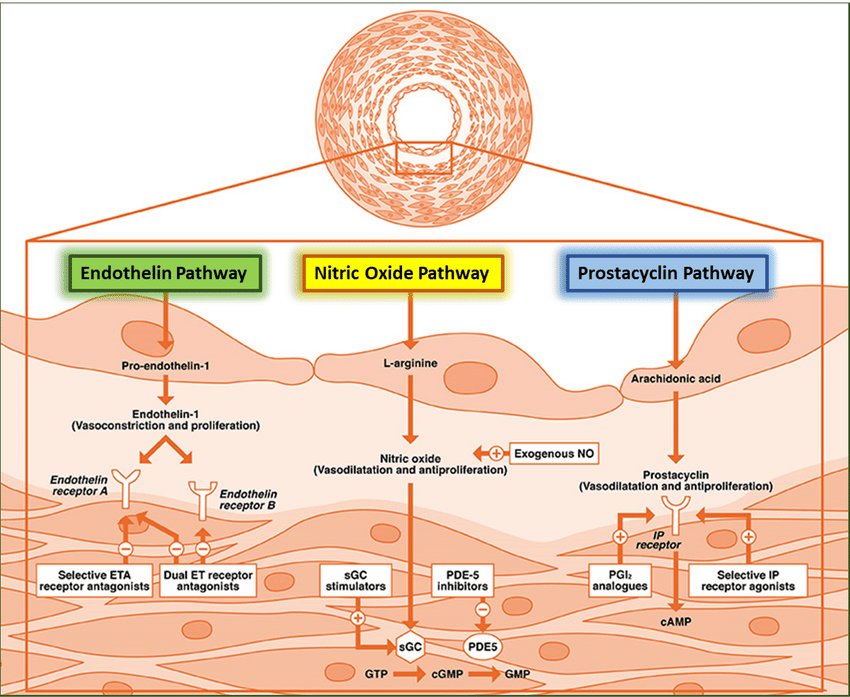 Endothelin Pathway
Nitric Oxide Pathway
Prostacyclin Pathway
Pro-endothelin-1
L-arginine
Arachidonic acid
Endothelin-1
(Vasoconstriction and proliferation)
Nitric oxide
(Vasodilatation and antiproliferation)
+
Exogenous NO
Prostacyclin
(Vasodilatation and antiproliferation)
Endothelin
receptor A
Endothelin
receptor B
IP
receptor
−
−
−
+
+
Selective ETA
receptor antagonists
Dual ET receptor
antagonists
sGC
stimulators
PDE-5
inhibitors
PGI₂
analogues
Selective IP
receptor agonists
+
−
cAMP
sGC
PDE5
GTP
cGMP
GMP